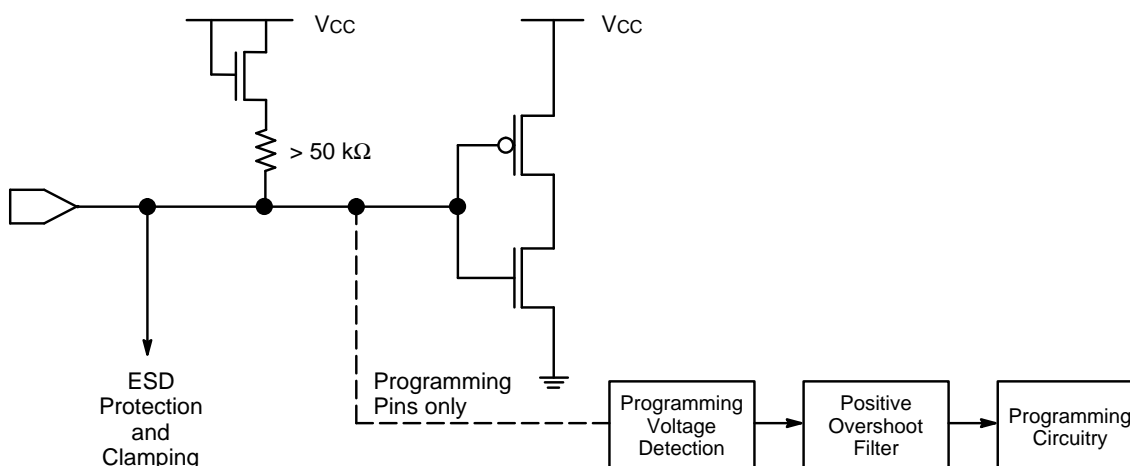 VCC
VCC
> 50 kΩ
ESD
Protection
and
Clamping
Programming
Pins only
Programming
Voltage
Detection
Positive
Overshoot
Filter
Programming
Circuitry